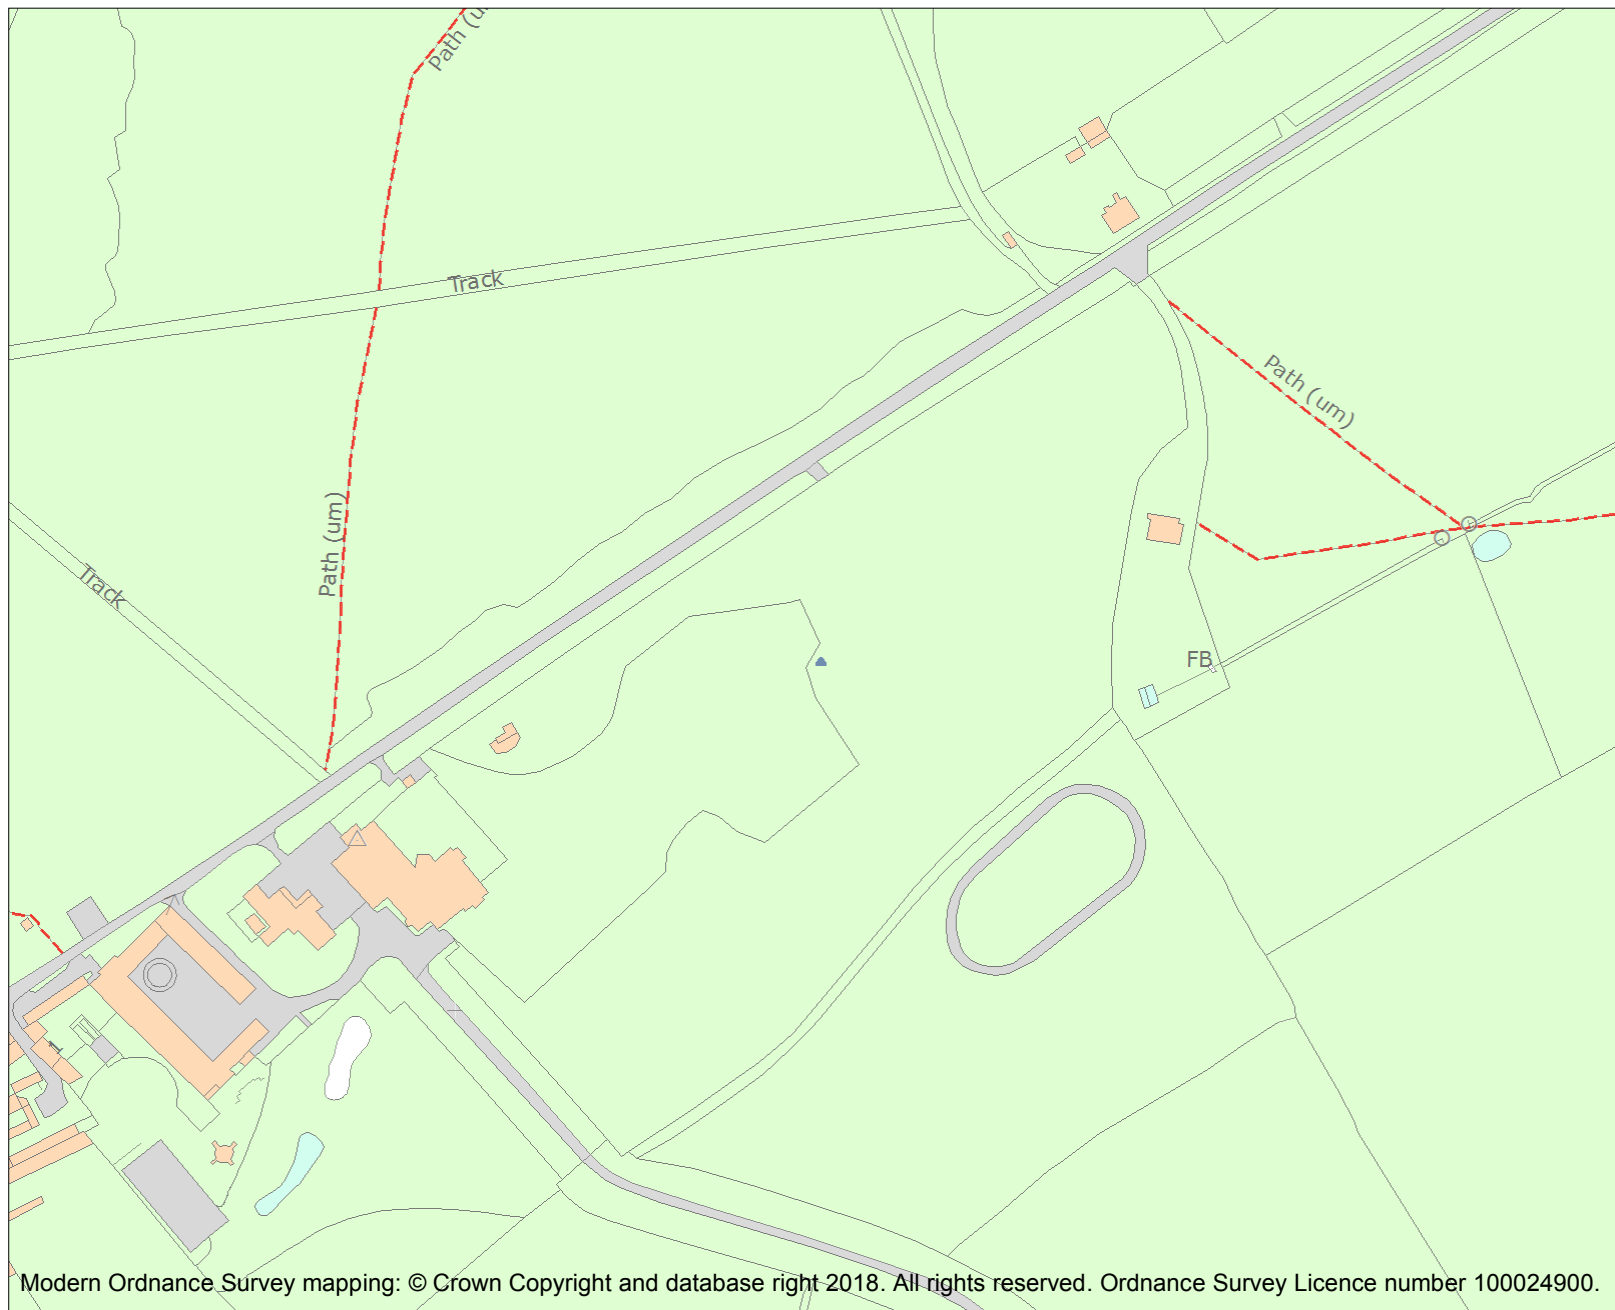 Path (u
Track
Path (um)
Path (um)
Track
FB
1
Modern Ordnance Survey mapping: © Crown Copyright and database right 2018. All rights reserved. Ordnance Survey Licence number 100024900.